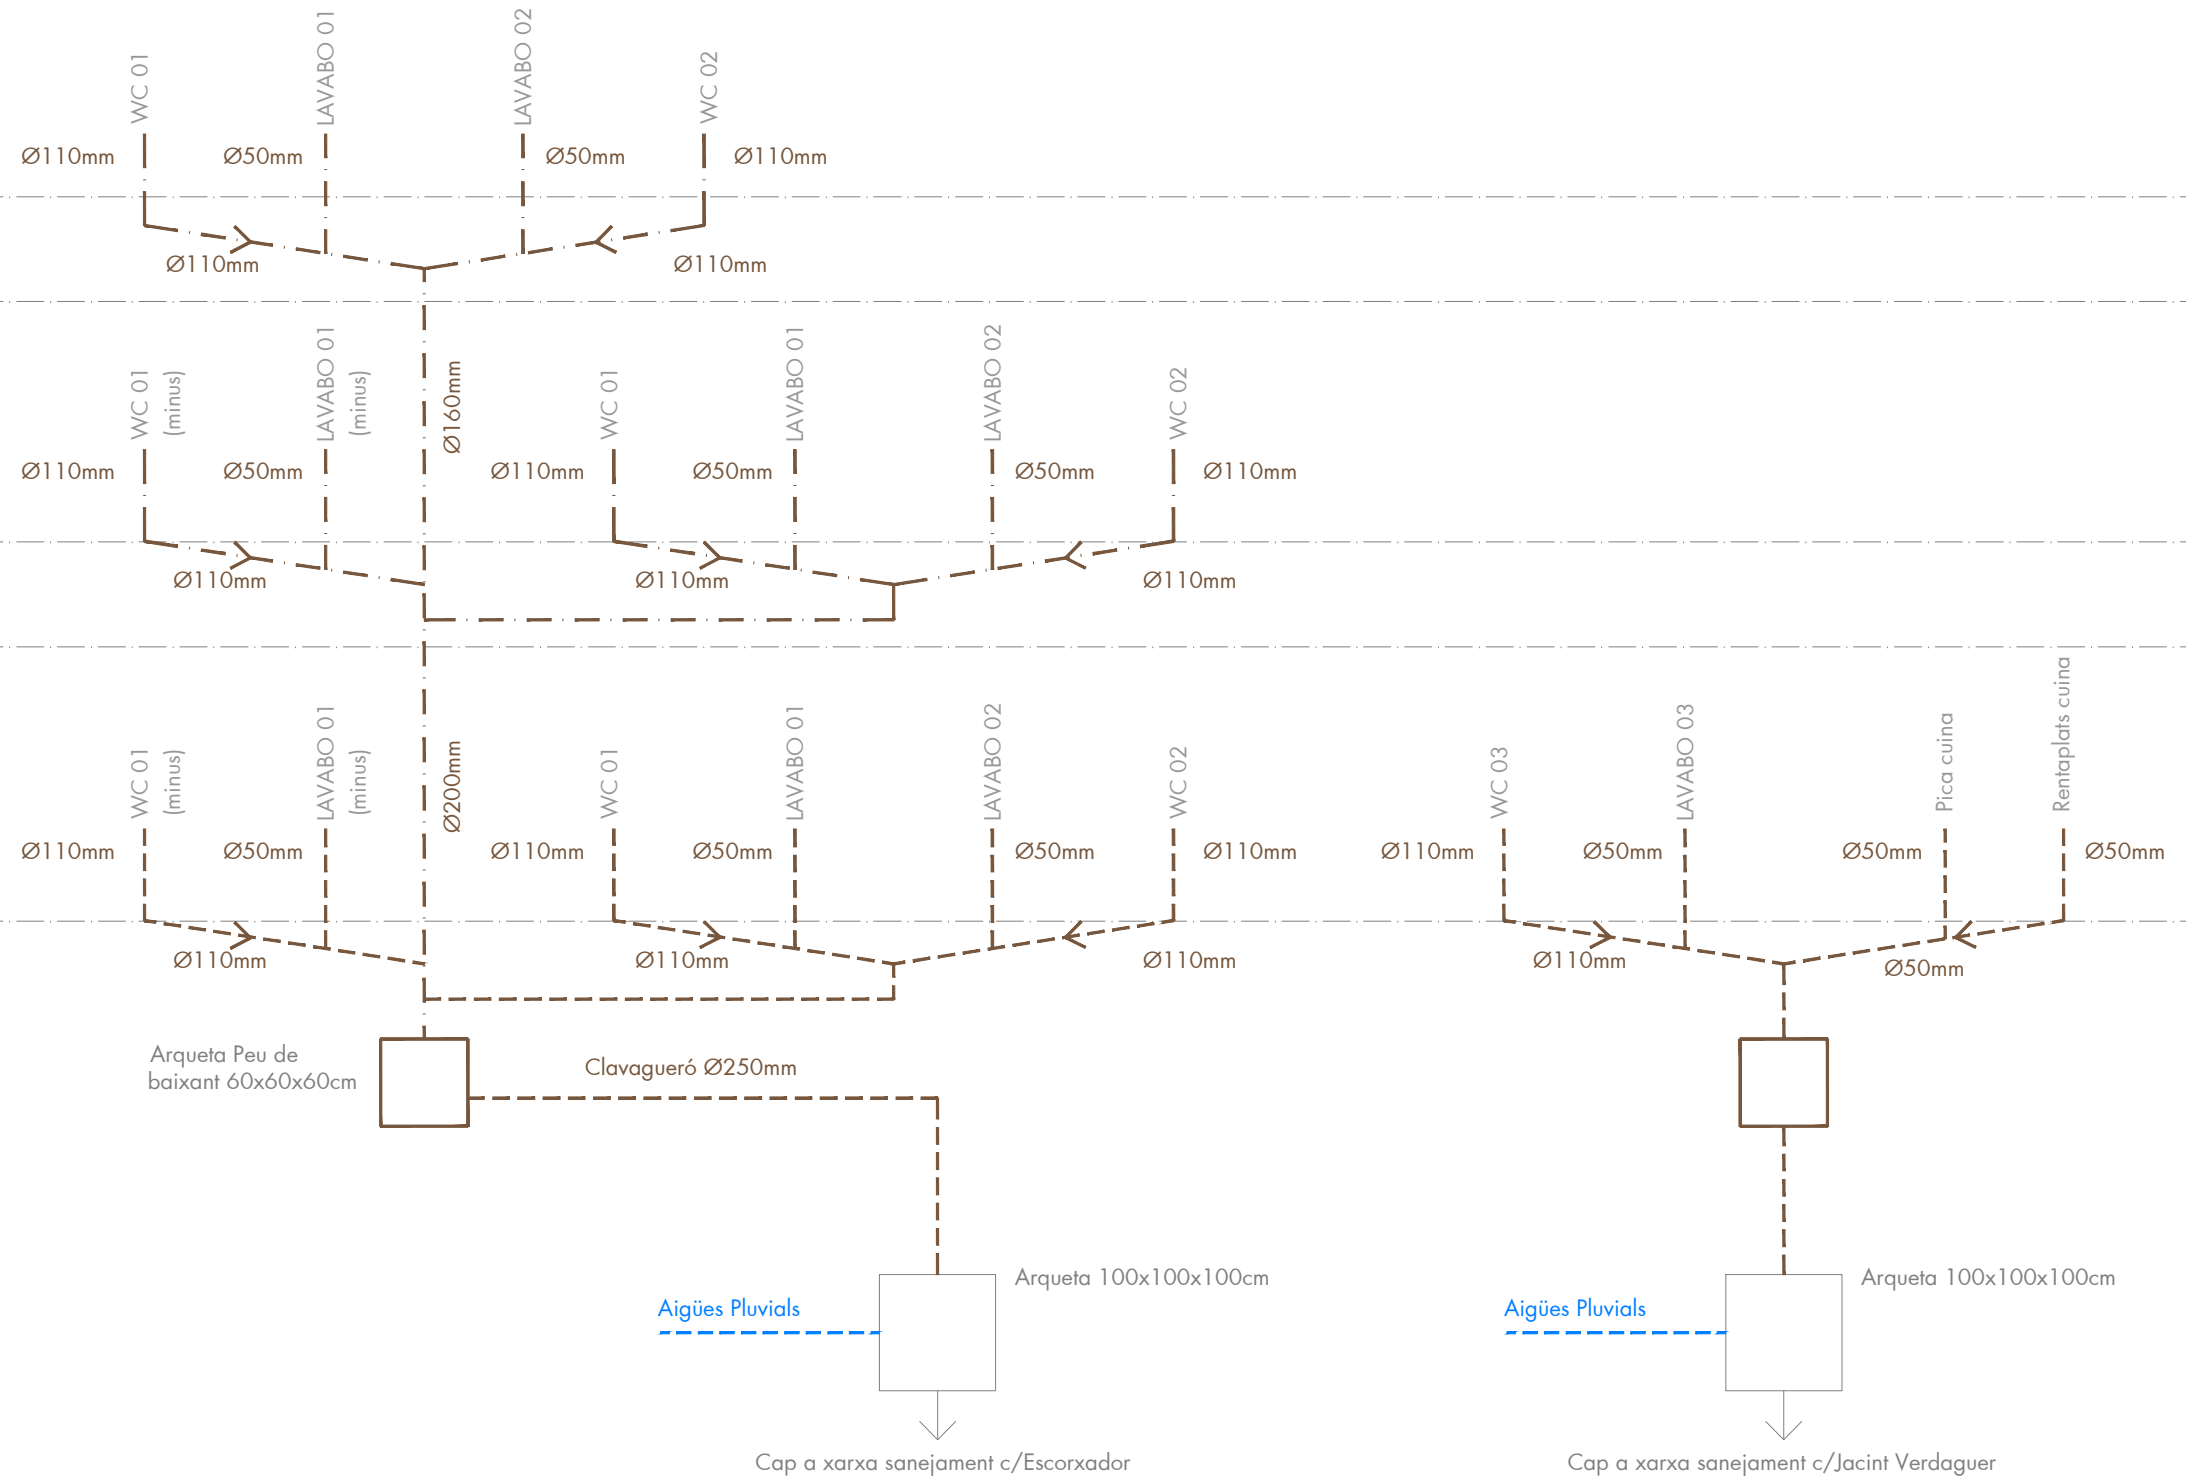 WC 01
LAVABO 01
LAVABO 02
WC 02
Ø110mm
Ø50mm
Ø50mm
Ø110mm
Ø110mm
Ø110mm
WC 01
(minus)
LAVABO 01
(minus)
Ø160mm
WC 01
LAVABO 01
LAVABO 02
WC 02
Ø110mm
Ø50mm
Ø110mm
Ø50mm
Ø50mm
Ø110mm
Ø110mm
Ø110mm
Ø110mm
WC 01
(minus)
LAVABO 01
(minus)
Ø200mm
WC 01
LAVABO 01
LAVABO 02
WC 02
WC 03
LAVABO 03
Pica cuina
Rentaplats cuina
Ø110mm
Ø50mm
Ø110mm
Ø50mm
Ø50mm
Ø110mm
Ø110mm
Ø50mm
Ø50mm
Ø50mm
Ø110mm
Ø110mm
Ø110mm
Ø110mm
Ø50mm
Arqueta Peu de
baixant 60x60x60cm
Clavagueró Ø250mm
Arqueta 100x100x100cm
Arqueta 100x100x100cm
Aigües Pluvials
Aigües Pluvials
Cap a xarxa sanejament c/Escorxador
Cap a xarxa sanejament c/Jacint Verdaguer